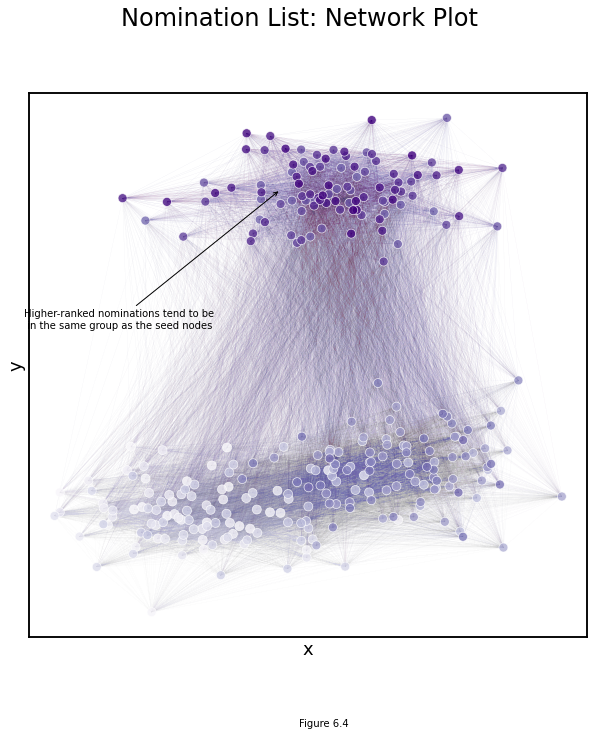 Nomination List: Network Plot
Higher-ranked nominations tend to be
in the same group as the seed nodes
y
x
Figure 6.4